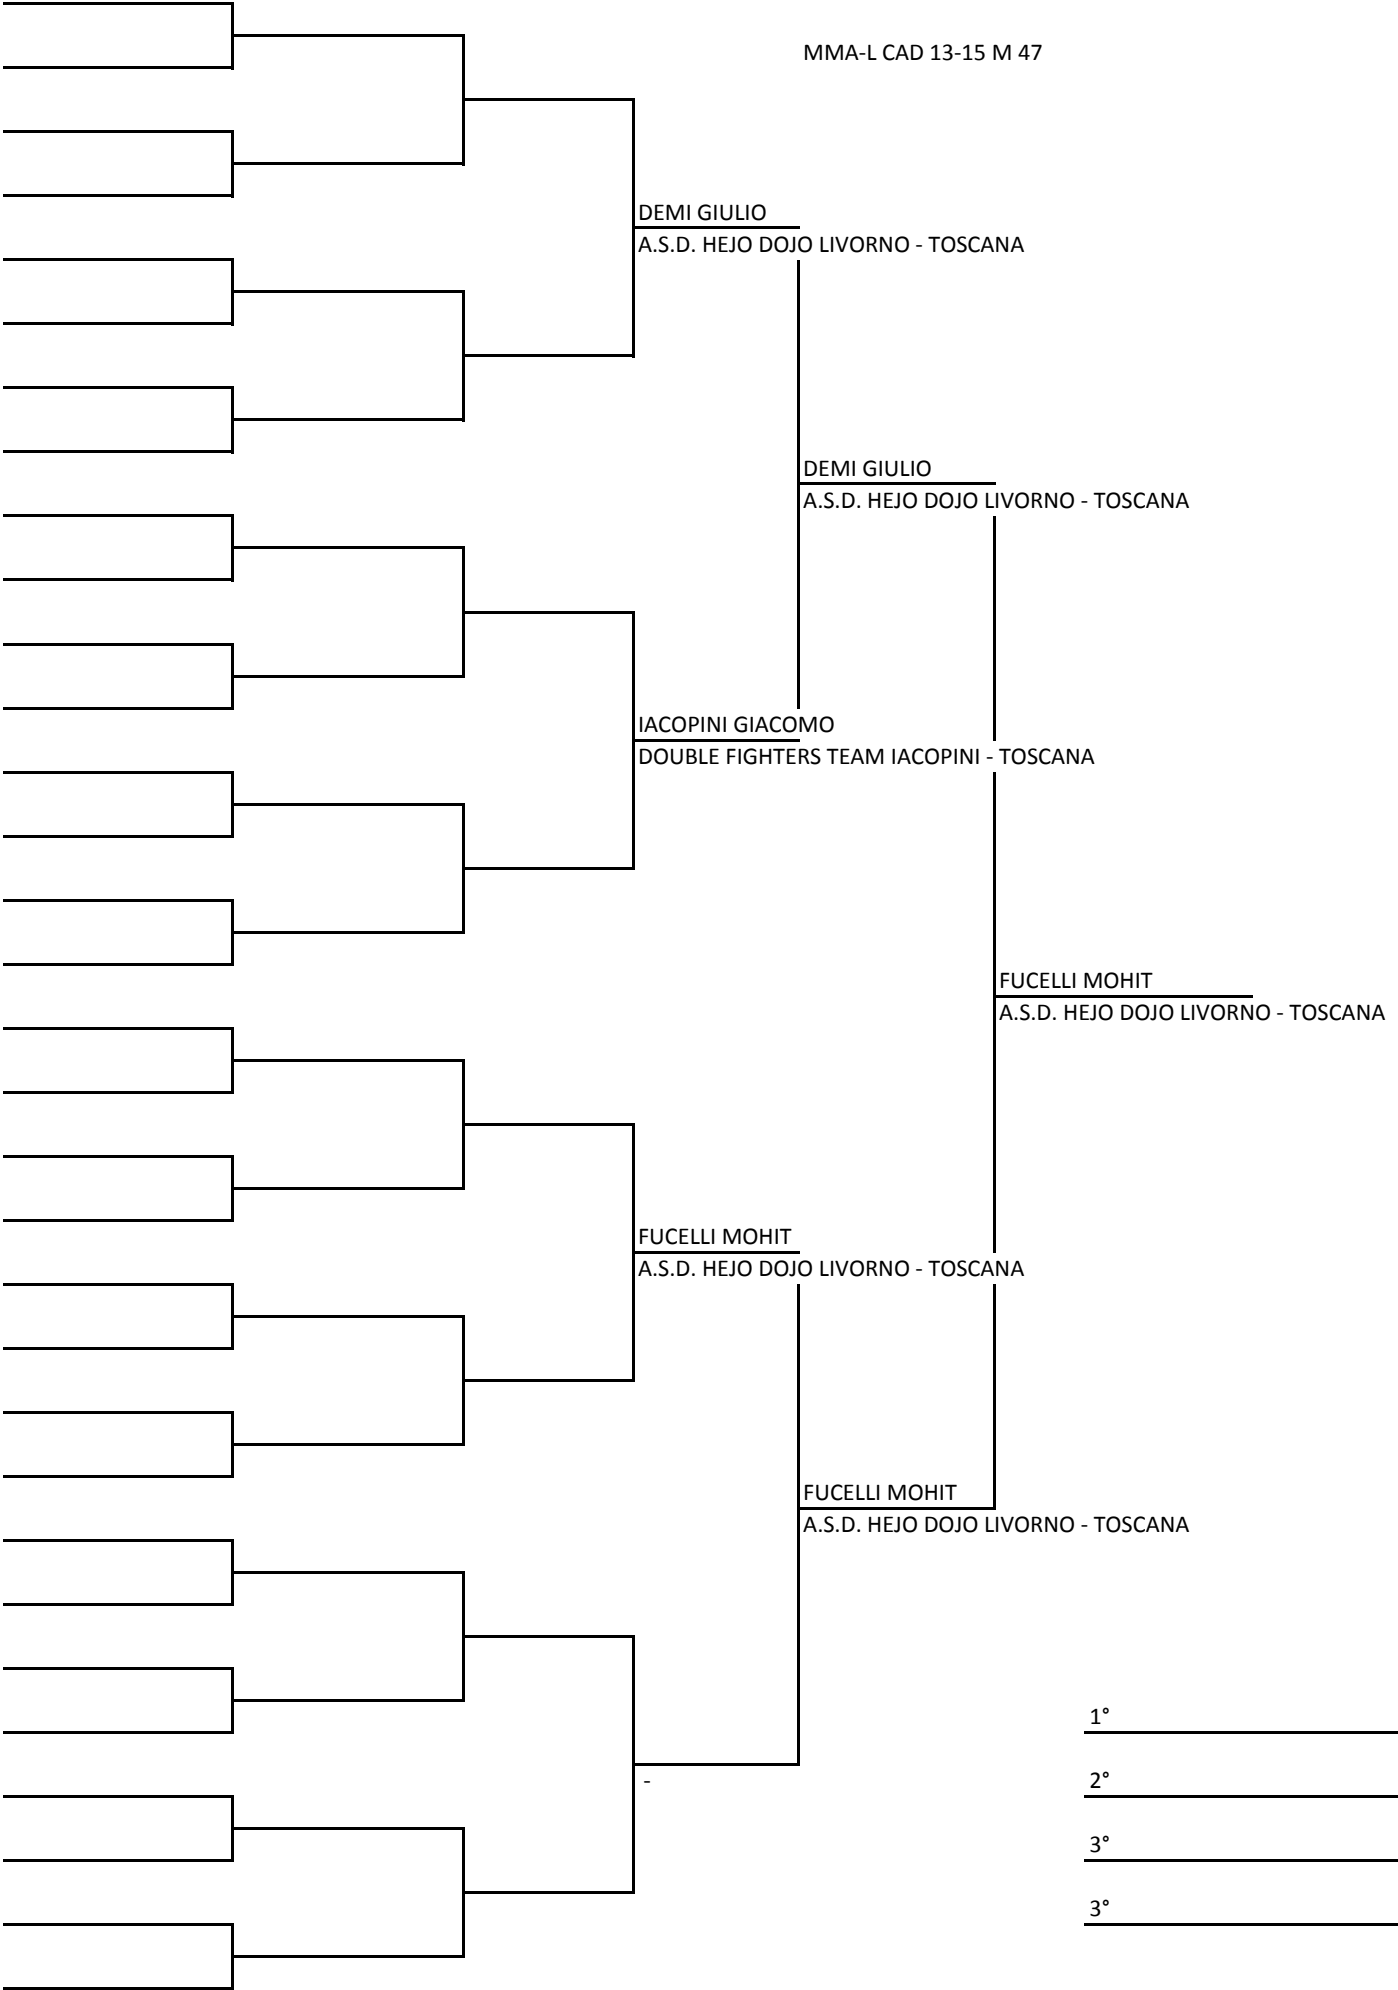 MMA-L CAD 13-15 M 47
DEMI GIULIO
A.S.D. HEJO DOJO LIVORNO - TOSCANA
DEMI GIULIO
A.S.D. HEJO DOJO LIVORNO - TOSCANA
IACOPINI GIACOMO
DOUBLE FIGHTERS TEAM IACOPINI - TOSCANA
FUCELLI MOHIT
A.S.D. HEJO DOJO LIVORNO - TOSCANA
FUCELLI MOHIT
A.S.D. HEJO DOJO LIVORNO - TOSCANA
FUCELLI MOHIT
A.S.D. HEJO DOJO LIVORNO - TOSCANA
1°
-
2°
3°
3°